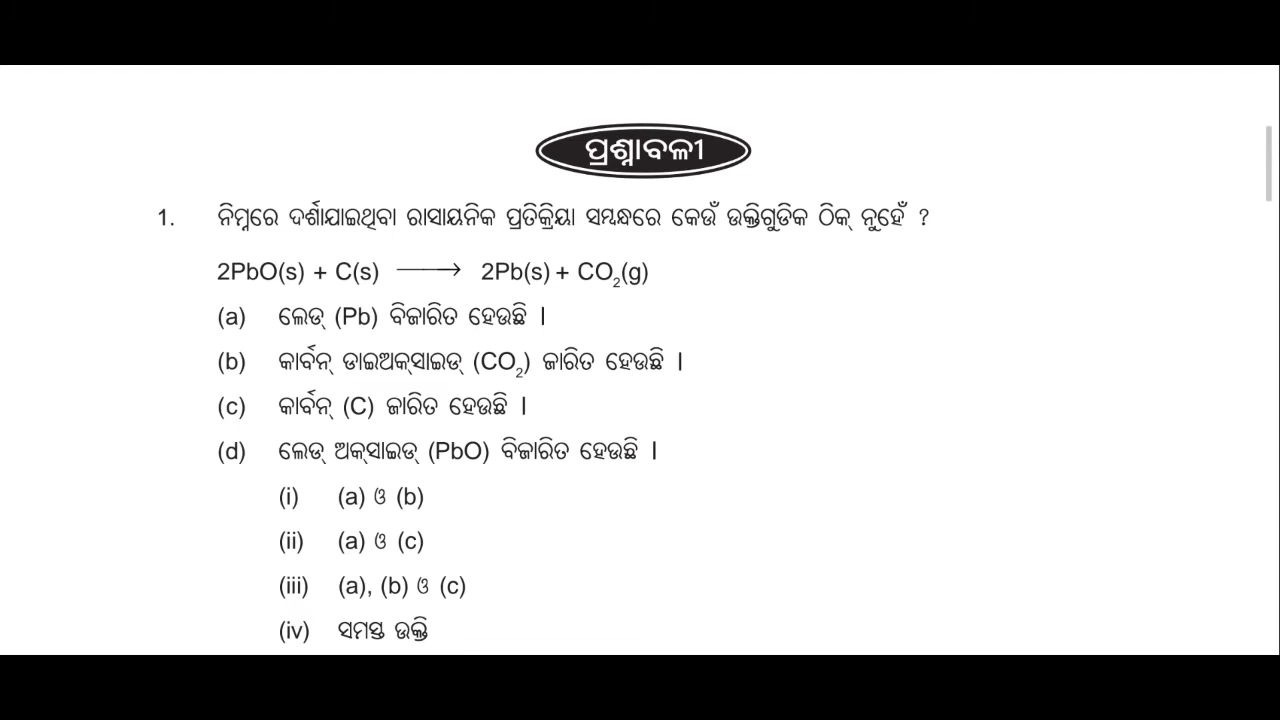 ପ୍ରଶ୍ନାବଳୀ
1. ନିମ୍ନରେ ଦର୍ଶାଯାଇଥିବା ରାସାୟନିକ ପ୍ରତିକ୍ରିୟା ସମ୍ବନ୍ଧରେ କେଉଁ ଉକ୍ତିଗୁଡିକ ଠିକ୍ ନୁହେଁ ?
2PbO(s) + C(s) ⟶ 2Pb(s) + CO₂(g)
(a) ଲେଡ୍ (Pb) ବିଜାରିତ ହେଉଛି ।
(b) କାର୍ବନ୍ ଡାଇଅକ୍‌ସାଇଡ୍ (CO₂) ଜାରିତ ହେଉଛି ।
(c) କାର୍ବନ୍ (C) ଜାରିତ ହେଉଛି ।
(d) ଲେଡ୍ ଅକ୍‌ସାଇଡ୍ (PbO) ବିଜାରିତ ହେଉଛି ।
(i) (a) ଓ (b)
(ii) (a) ଓ (c)
(iii) (a), (b) ଓ (c)
(iv) ସମସ୍ତ ଉକ୍ତି